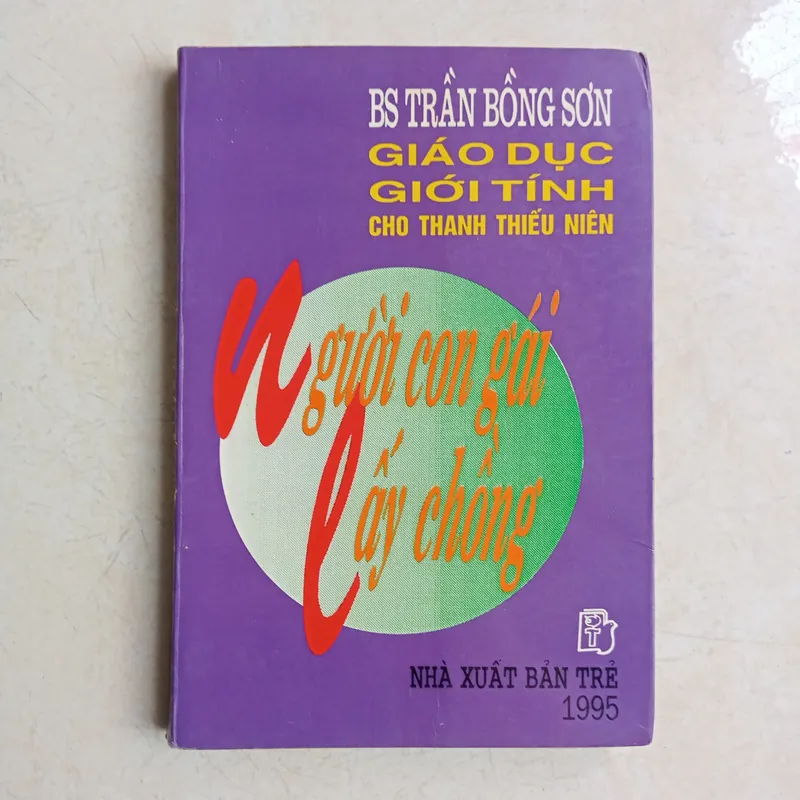 BS TRẦN BỒNG SƠN
GIÁO DỤC
GIỚI TÍNH
CHO THANH THIẾU NIÊN
Người con gái
lấy chồng
T
NHÀ XUẤT BẢN TRẺ
1995